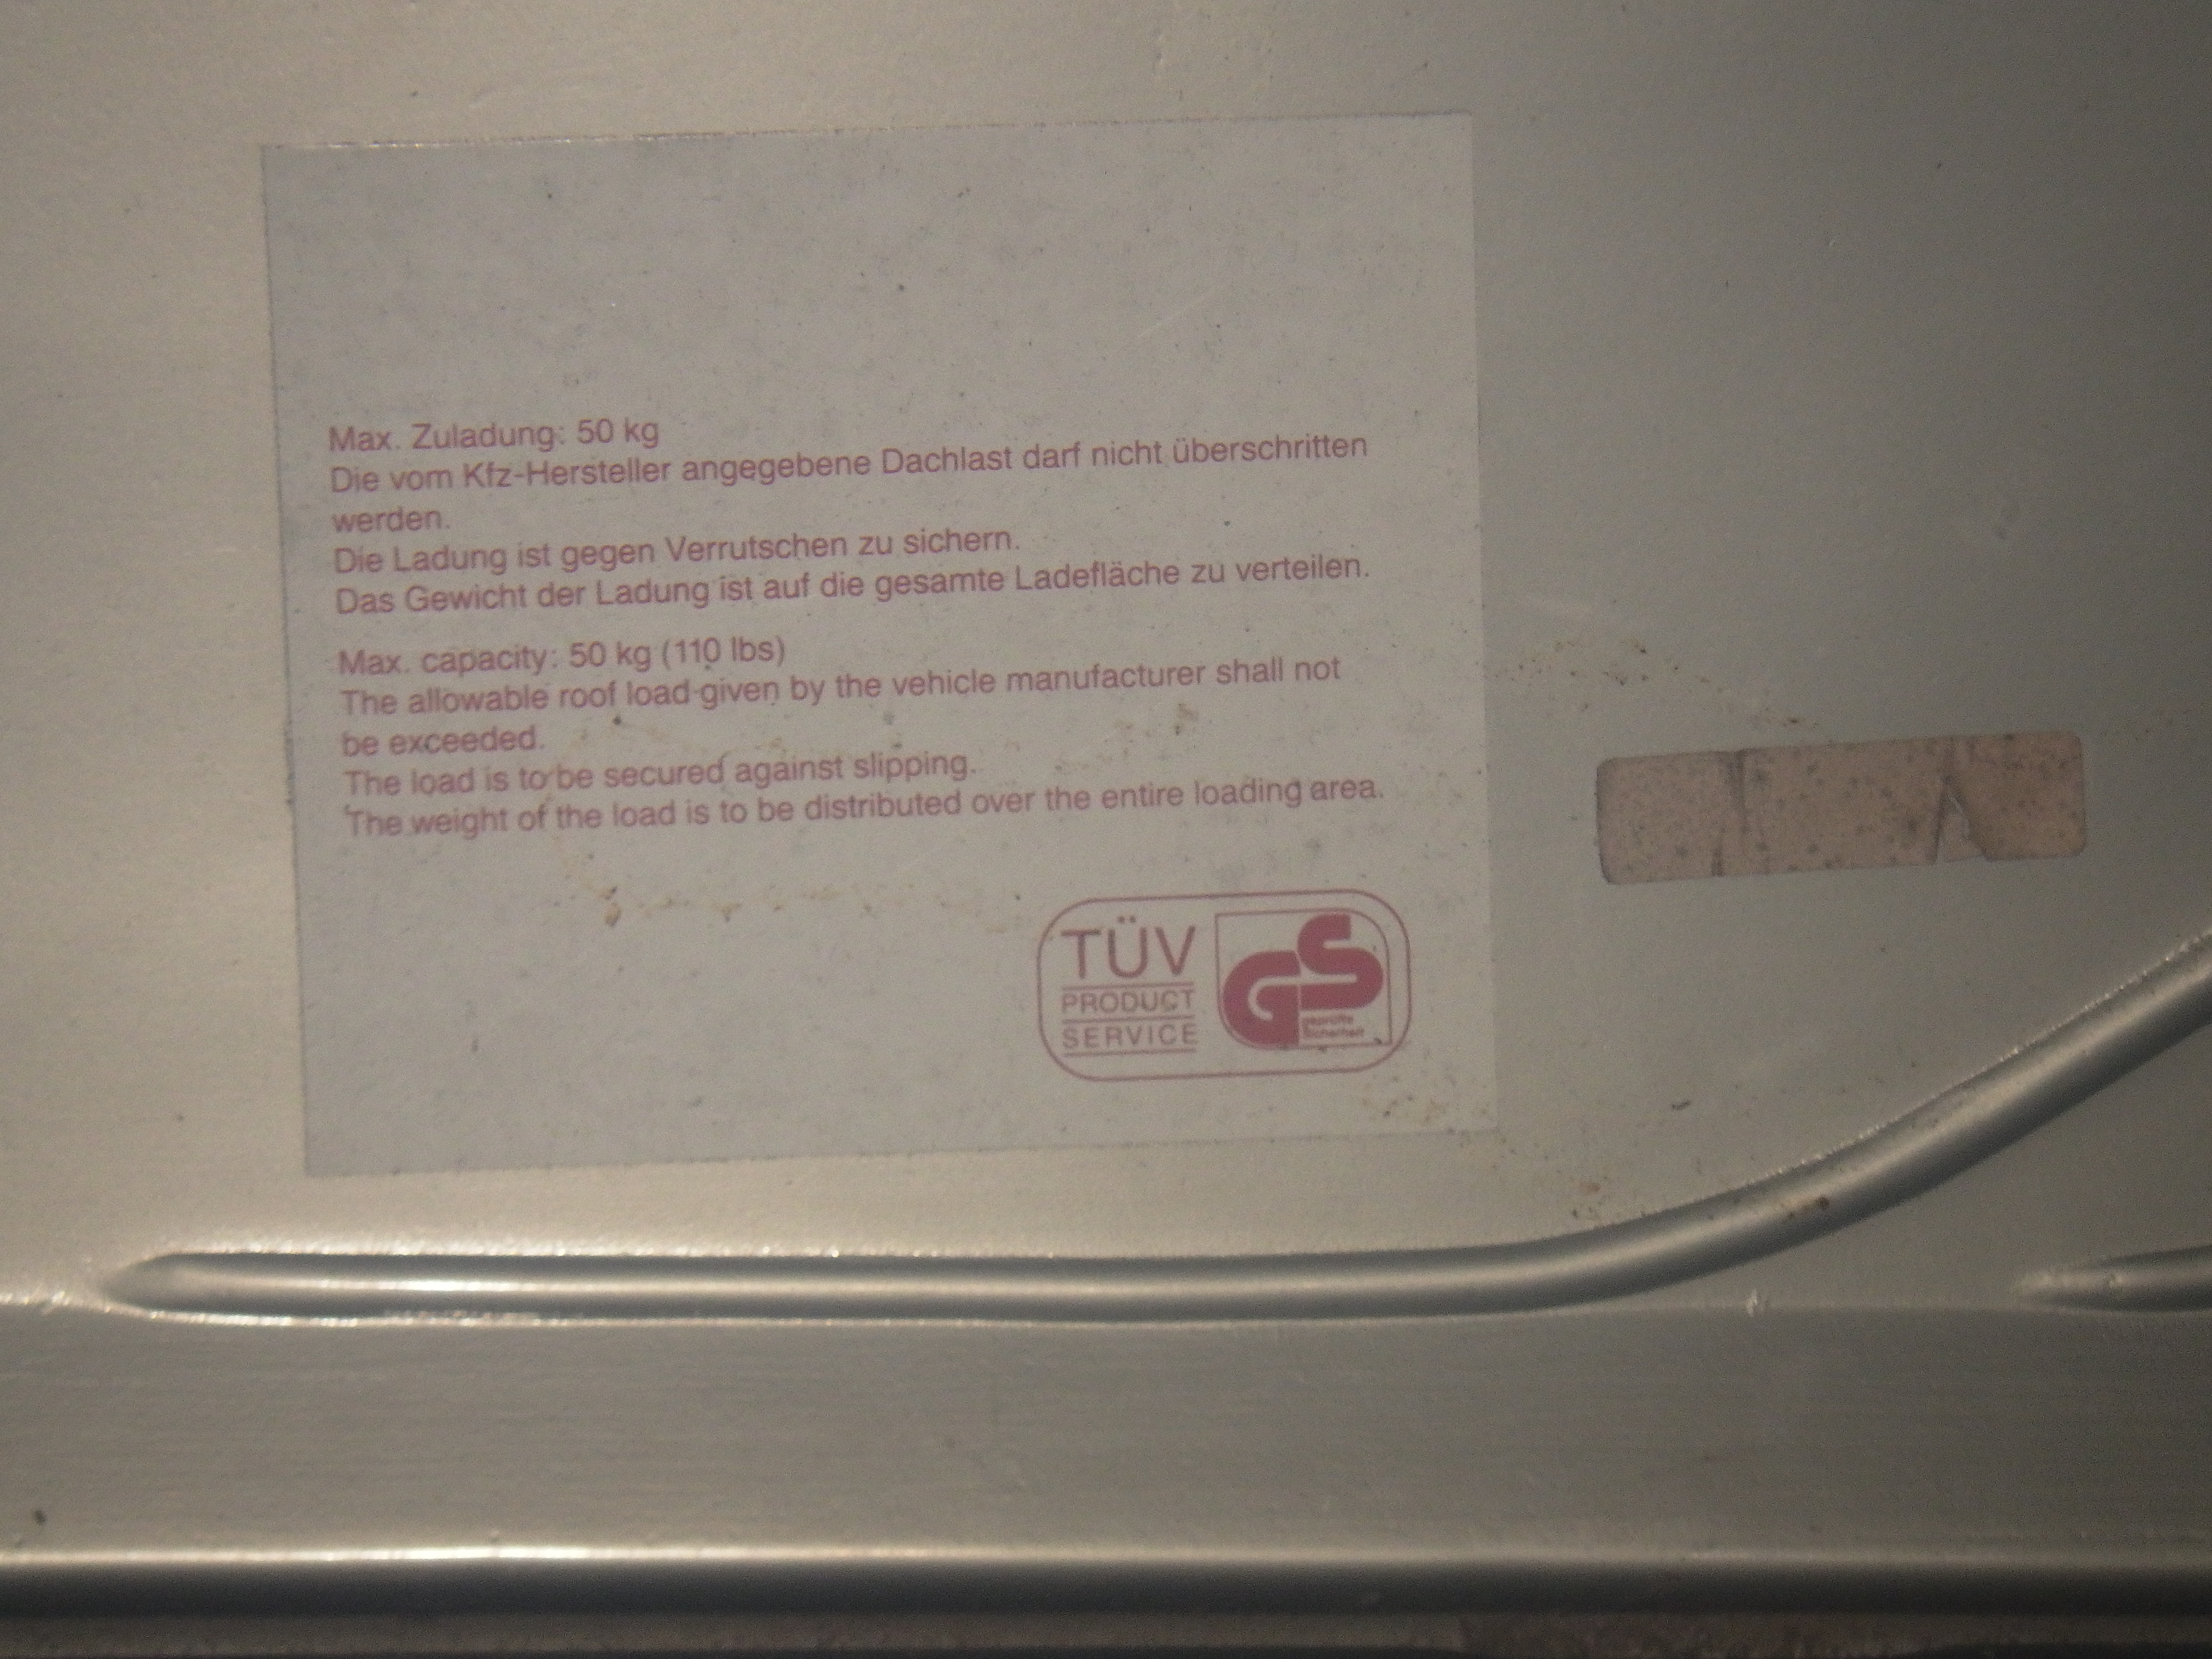 Max. Zuladung: 50 kg
Die vom Kfz-Hersteller angegebene Dachlast darf nicht überschritten
werden.
Die Ladung ist gegen Verrutschen zu sichern.
Das Gewicht der Ladung ist auf die gesamte Ladefläche zu verteilen.
Max. capacity: 50 kg (110 lbs)
The allowable roof load given by the vehicle manufacturer shall not
be exceeded.
The load is to be secured against slipping.
The weight of the load is to be distributed over the entire loading area.
TÜV
PRODUCT
SERVICE
GS
geprüfte
Sicherheit